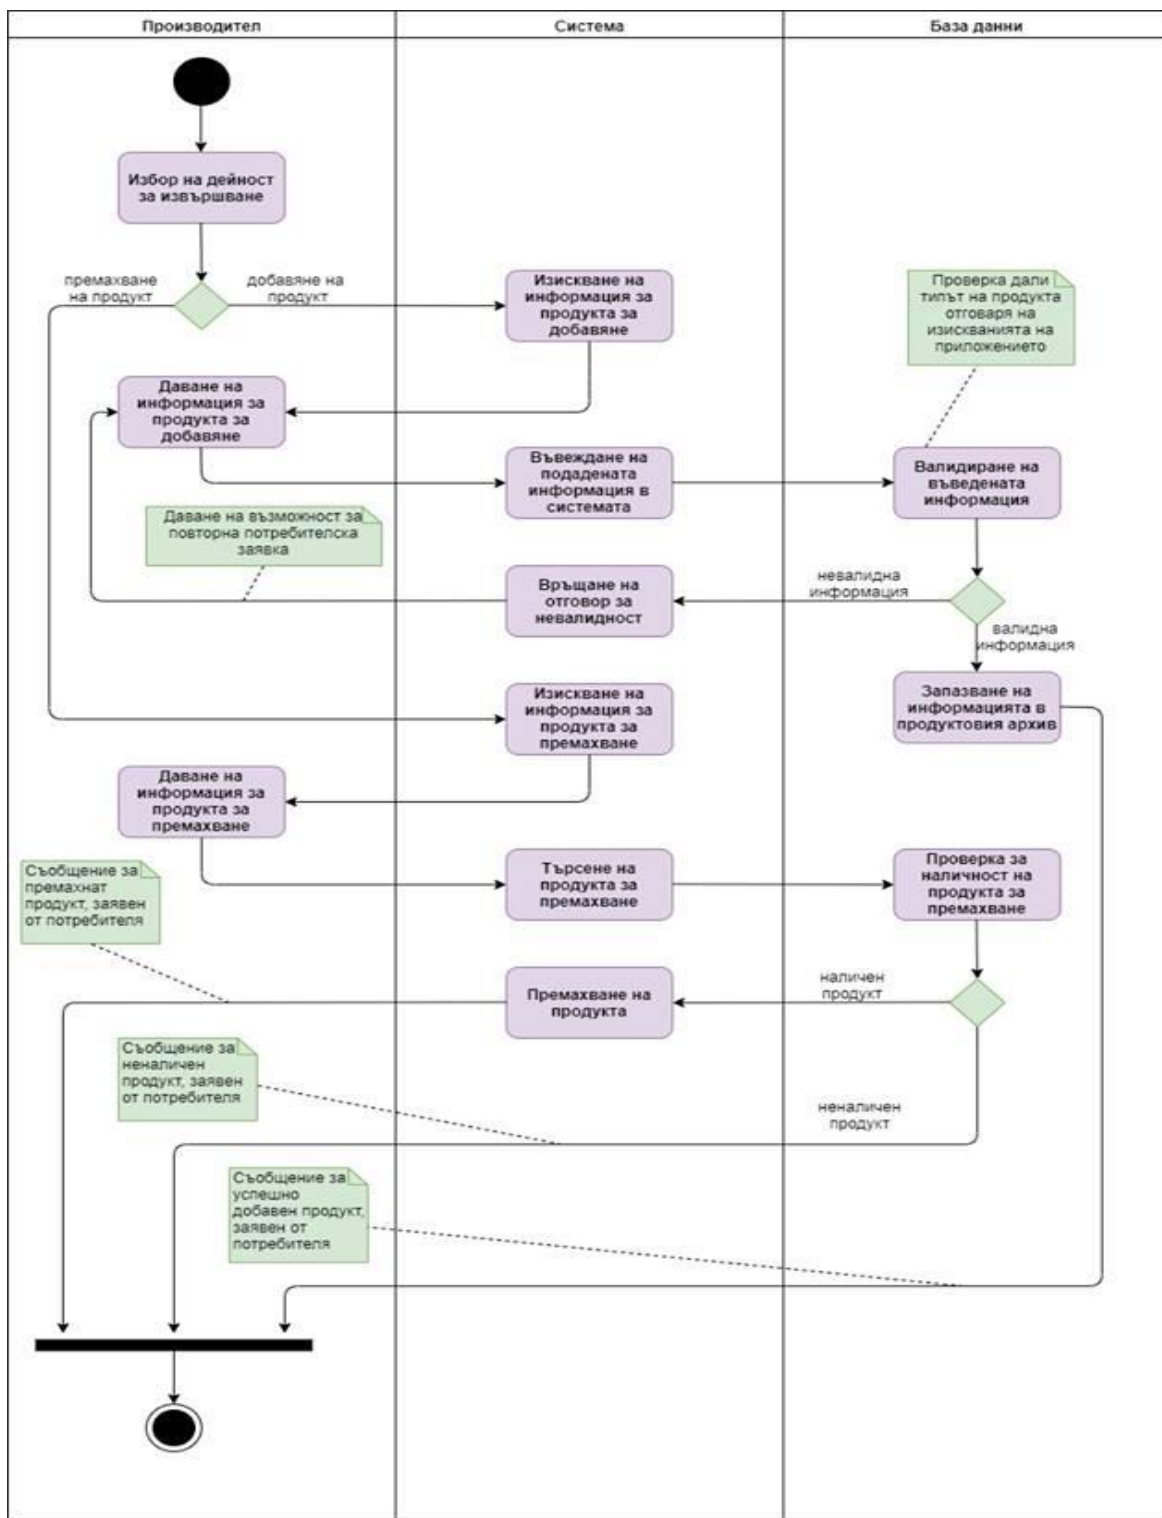 Производител
Система
База данни
Избор на дейност
за извършване
премахване
на продукт
добавяне на
продукт
Изискване на
информация за
продукта за
добавяне
Проверка дали
типът на продукта
отговаря на
изискванията на
приложението
Даване на
информация за
продукта за
добавяне
Въвеждане на
подадената
информация в
системата
Валидиране на
въведената
информация
Даване на възможност за
повторна потребителска
заявка
Връщане на
отговор за
невалидност
невалидна
информация
валидна
информация
Изискване на
информация за
продукта за
премахване
Запазване на
информацията в
продуктовия архив
Даване на
информация за
продукта за
премахване
Съобщение за
премахнат
продукт, заявен
от потребителя
Търсене на
продукта за
премахване
Проверка за
наличност на
продукта за
премахване
Премахване на
продукта
наличен
продукт
Съобщение за
неналичен
продукт, заявен
от потребителя
неналичен
продукт
Съобщение за
успешно
добавен продукт,
заявен от
потребителя